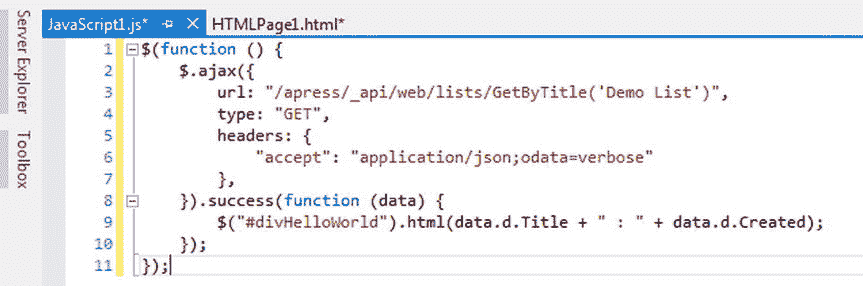 Server Explorer
Toolbox
JavaScript1.js*
HTMLPage1.html*
1 $(function () {
2 $.ajax({
3 url: "/apress/_api/web/lists/GetByTitle('Demo List')",
4 type: "GET",
5 headers: {
6 "accept": "application/json;odata=verbose"
7 },
8 }).success(function (data) {
9 $("#divHelloWorld").html(data.d.Title + " : " + data.d.Created);
10 });
11 });